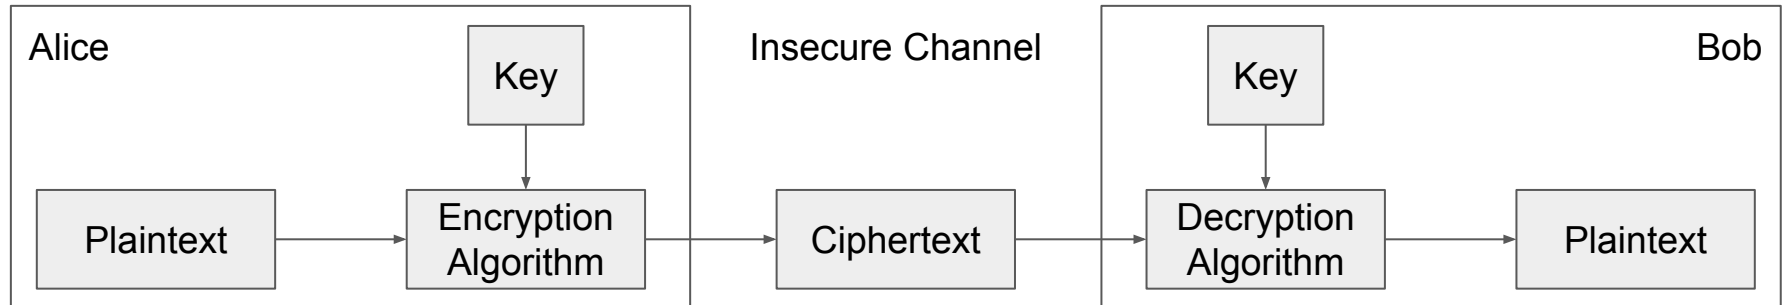 Alice
Key
Insecure Channel
Key
Bob
Plaintext
Encryption
Algorithm
Ciphertext
Decryption
Algorithm
Plaintext